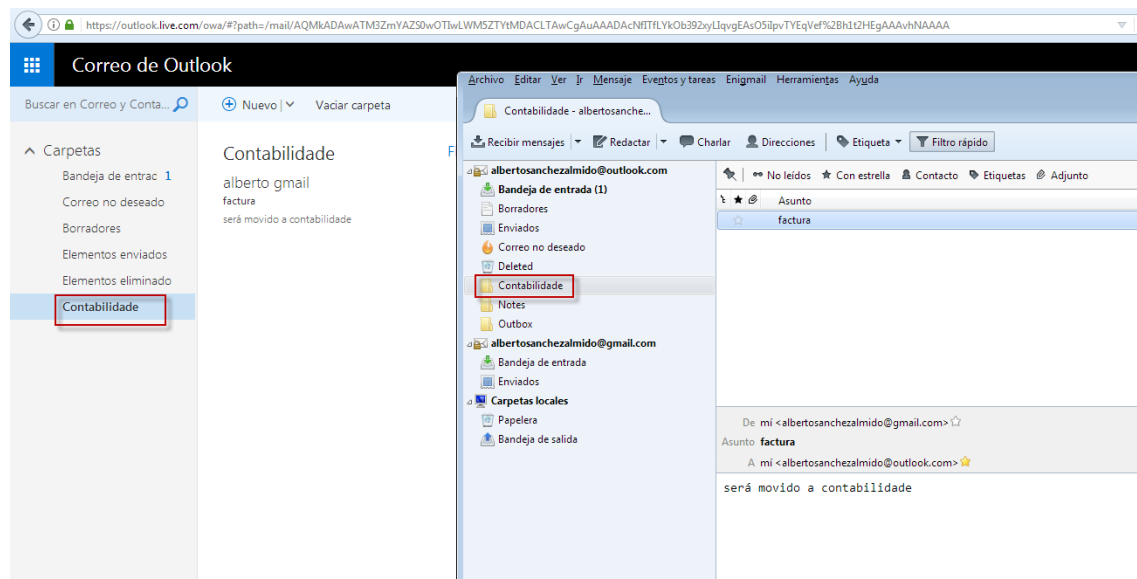 https://outlook.live.com/owa/#?path=/mail/AQMkADAwATM3ZmYAZS0wOTIwLWM5ZTYtMDACLTAwCgAuAAADAcNfITfLYkOb392xyLIqvgEAsO5iIpvTYEqVef%2Bh1t2HEgAAAvhNAAAA
Correo de Outlook
Buscar en Correo y Conta...
Nuevo
Vaciar carpeta
Carpetas
Bandeja de entrac 1
Correo no deseado
Borradores
Elementos enviados
Elementos eliminado
Contabilidade
Contabilidade
alberto gmail
factura
será movido a contabilidade
Archivo Editar Ver Ir Mensaje Eventos y tareas Enigmail Herramientas Ayuda
Contabilidade - albertosanche...
Recibir mensajes Redactar Charlar Direcciones Etiqueta Filtro rápido
albertosanchezalmido@outlook.com
Bandeja de entrada (1)
Borradores
Enviados
Correo no deseado
Deleted
Contabilidade
Notes
Outbox
albertosanchezalmido@gmail.com
Bandeja de entrada
Enviados
Carpetas locales
Papelera
Bandeja de salida
No leídos Con estrella Contacto Etiquetas Adjunto
Asunto
factura
De mí <albertosanchezalmido@gmail.com>
Asunto factura
A mí <albertosanchezalmido@outlook.com>
será movido a contabilidade